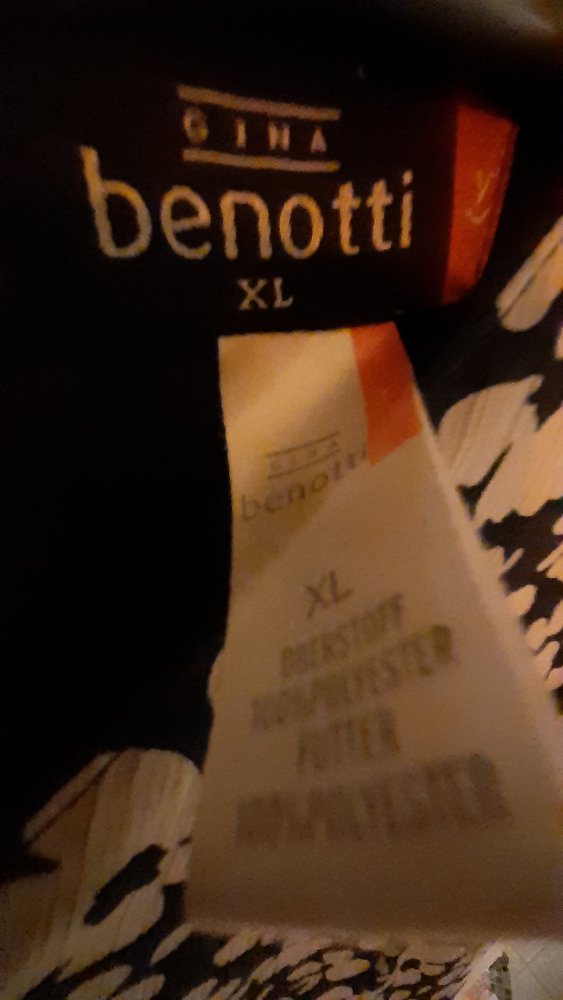 GINA
benotti
XL
GINA
benotti
XL
OBERSTOFF
100%POLYESTER
FUTTER
100%POLYESTER